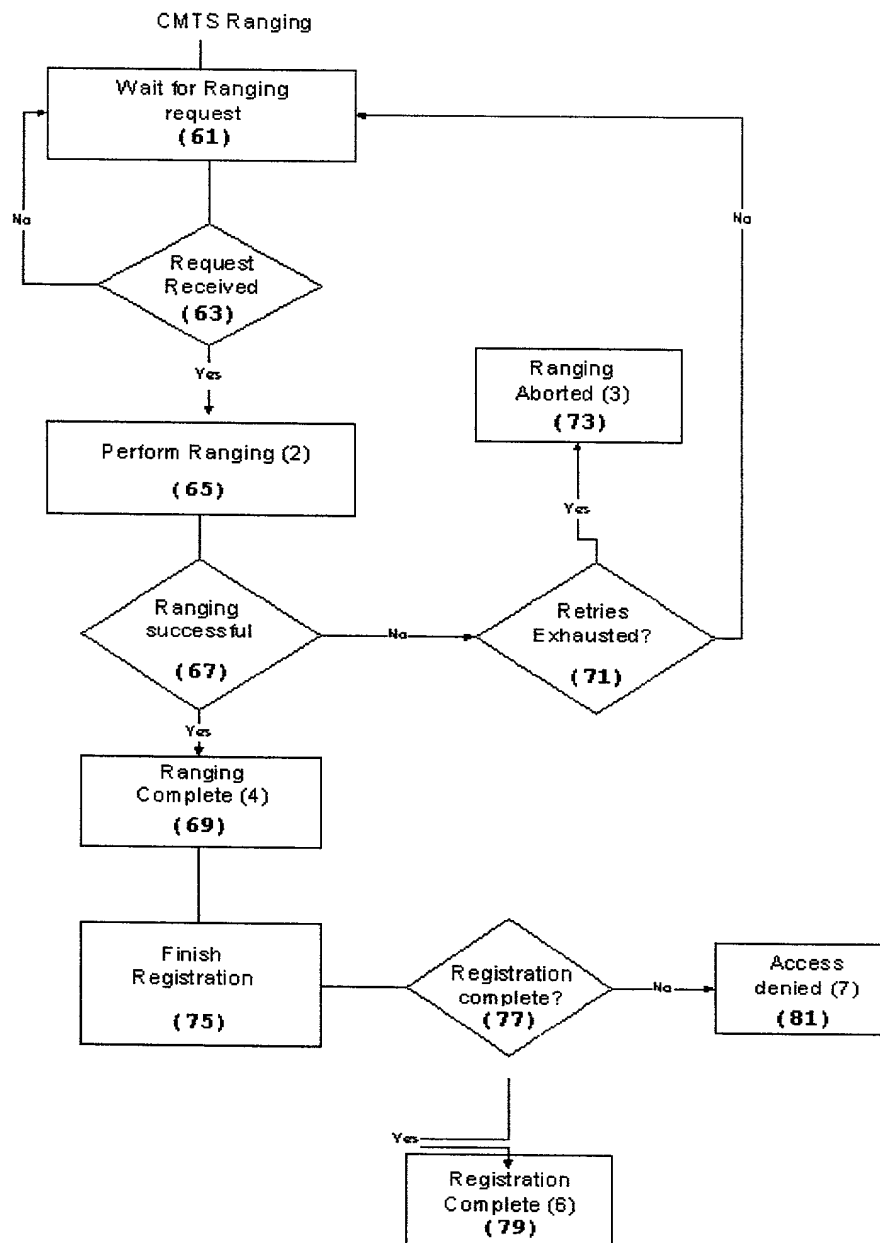 CMTS Ranging
Wait for Ranging
request
(61)
No
No
Request
Received
(63)
Yes
Ranging
Aborted (3)
(73)
Perform Ranging (2)
(65)
Yes
Ranging
successful
(67)
No
Retries
Exhausted?
(71)
Yes
Ranging
Complete (4)
(69)
Finish
Registration
(75)
Registration
complete?
(77)
No
Access
denied (7)
(81)
Yes
Registration
Complete (6)
(79)